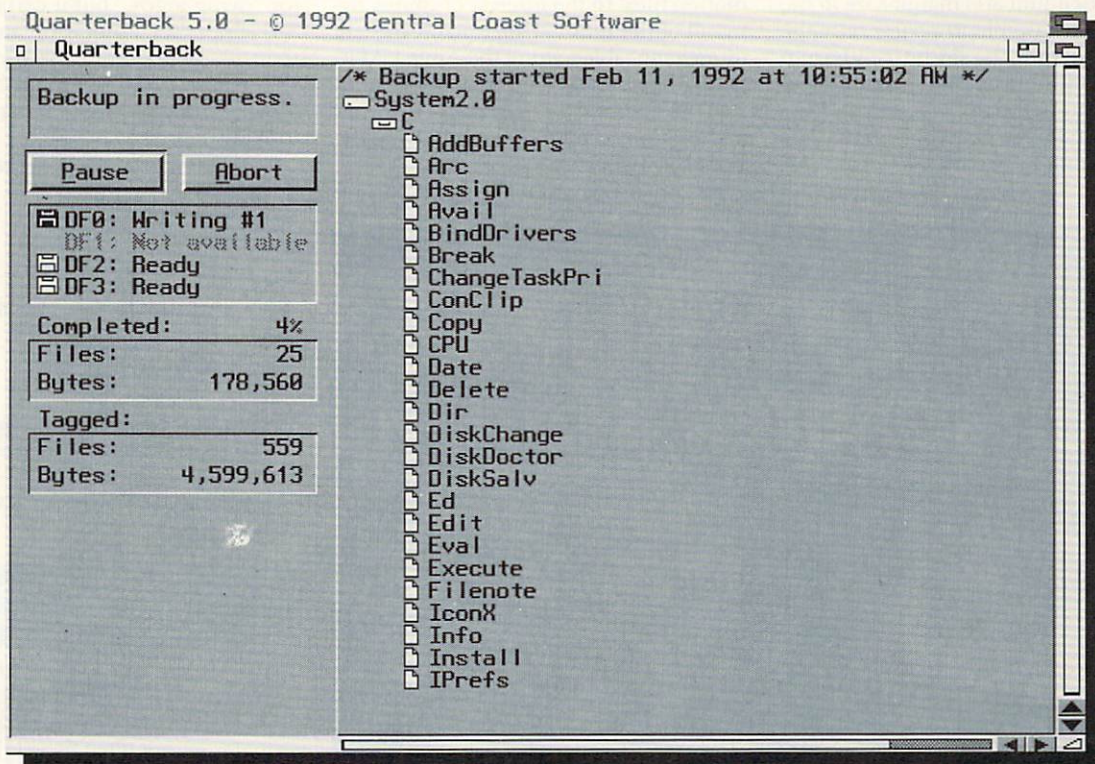 Quarterback 5.0 - © 1992 Central Coast Software
Quarterback
Backup in progress.
Pause
Abort
DF0: Writing #1
DF1: Not available
DF2: Ready
DF3: Ready
Completed: 4%
Files: 25
Bytes: 178,560
Tagged:
Files: 559
Bytes: 4,599,613
/* Backup started Feb 11, 1992 at 10:55:02 AM */
System2.0
C
AddBuffers
Arc
Assign
Avail
BindDrivers
Break
ChangeTaskPri
ConClip
Copy
CPU
Date
Delete
Dir
DiskChange
DiskDoctor
DiskSalv
Ed
Edit
Eval
Execute
Filenote
IconX
Info
Install
IPrefs